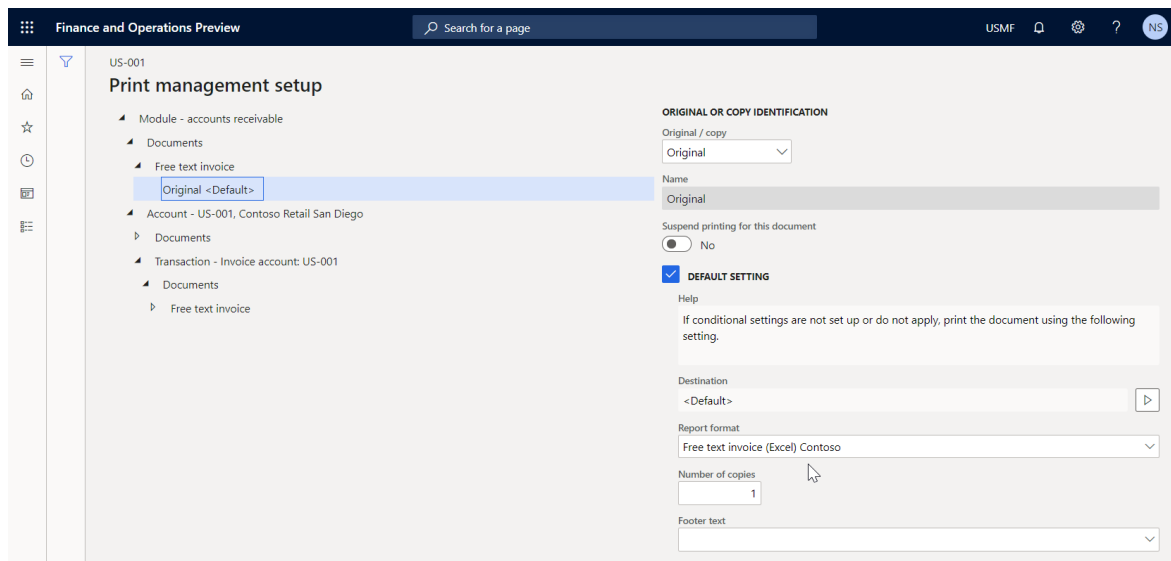 Finance and Operations Preview
Search for a page
USMF
?
NS
US-001
Print management setup
Module - accounts receivable
Documents
Free text invoice
Original <Default>
Account - US-001, Contoso Retail San Diego
Documents
Transaction - Invoice account: US-001
Documents
Free text invoice
ORIGINAL OR COPY IDENTIFICATION
Original / copy
Original
Name
Original
Suspend printing for this document
No
DEFAULT SETTING
Help
If conditional settings are not set up or do not apply, print the document using the following
setting.
Destination
<Default>
Report format
Free text invoice (Excel) Contoso
Number of copies
1
Footer text